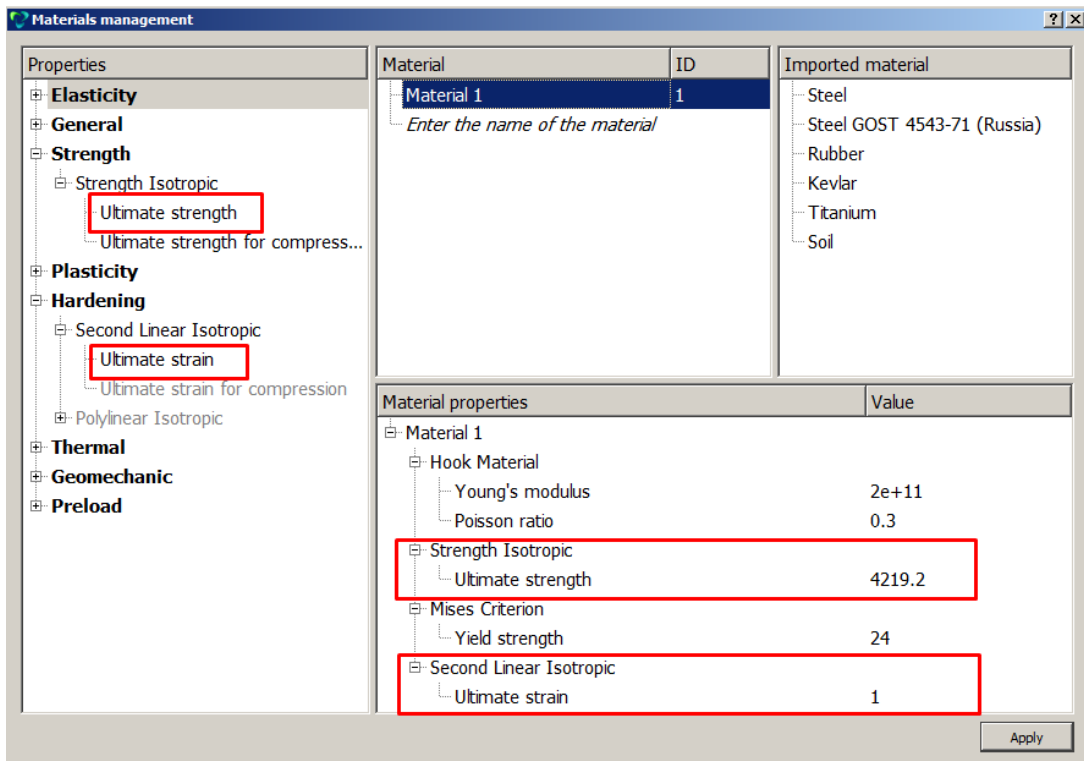 Materials management
Properties
Elasticity
General
Strength
Strength Isotropic
Ultimate strength
Ultimate strength for compress...
Plasticity
Hardening
Second Linear Isotropic
Ultimate strain
Ultimate strain for compression
Polylinear Isotropic
Thermal
Geomechanic
Preload
Material ID
Material 1 1
Enter the name of the material
Imported material
Steel
Steel GOST 4543-71 (Russia)
Rubber
Kevlar
Titanium
Soil
Material properties Value
Material 1
Hook Material
Young's modulus 2e+11
Poisson ratio 0.3
Strength Isotropic
Ultimate strength 4219.2
Mises Criterion
Yield strength 24
Second Linear Isotropic
Ultimate strain 1
Apply